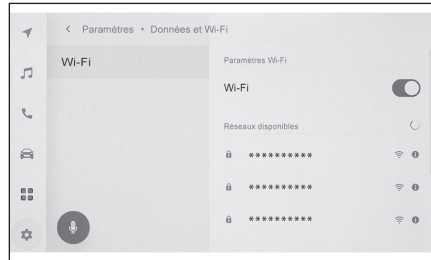 < Paramètres • Données et Wi-Fi
Wi-Fi
Paramètres Wi-Fi
Wi-Fi
Réseaux disponibles
**********
**********
**********